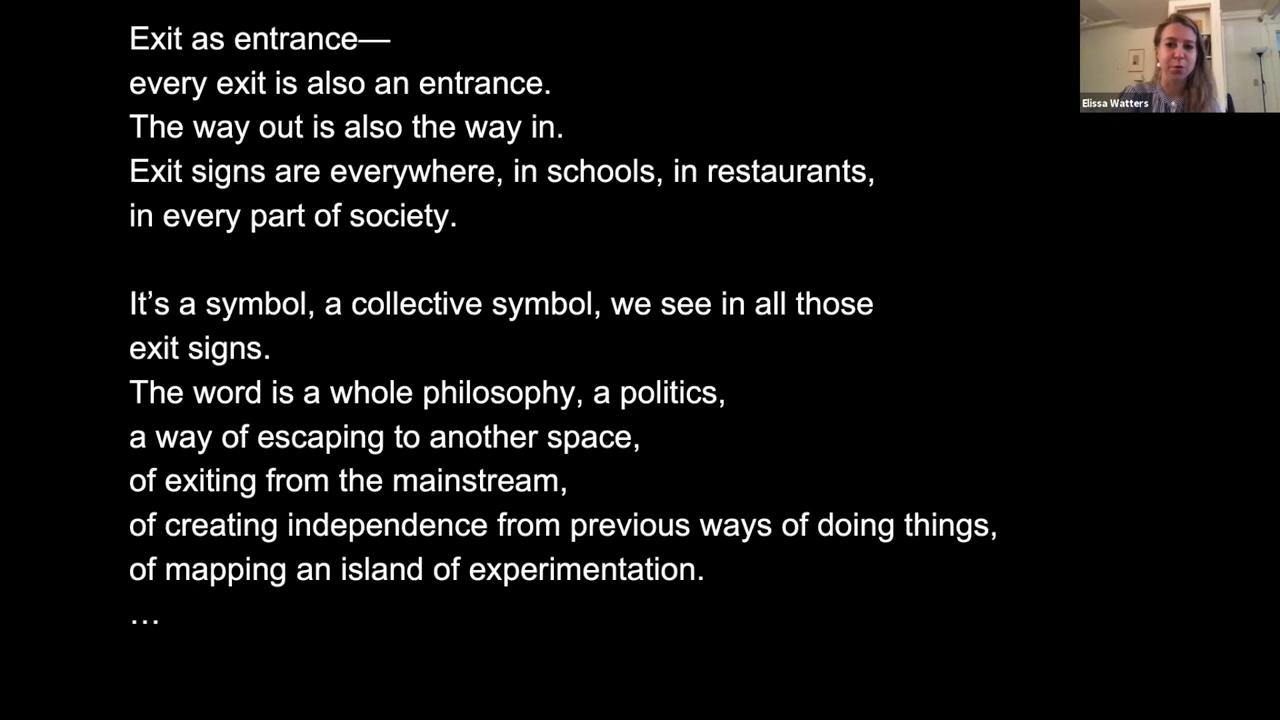 Exit as entrance—
every exit is also an entrance.
The way out is also the way in.
Exit signs are everywhere, in schools, in restaurants,
in every part of society.
It’s a symbol, a collective symbol, we see in all those
exit signs.
The word is a whole philosophy, a politics,
a way of escaping to another space,
of exiting from the mainstream,
of creating independence from previous ways of doing things,
of mapping an island of experimentation.
…
Elissa Watters